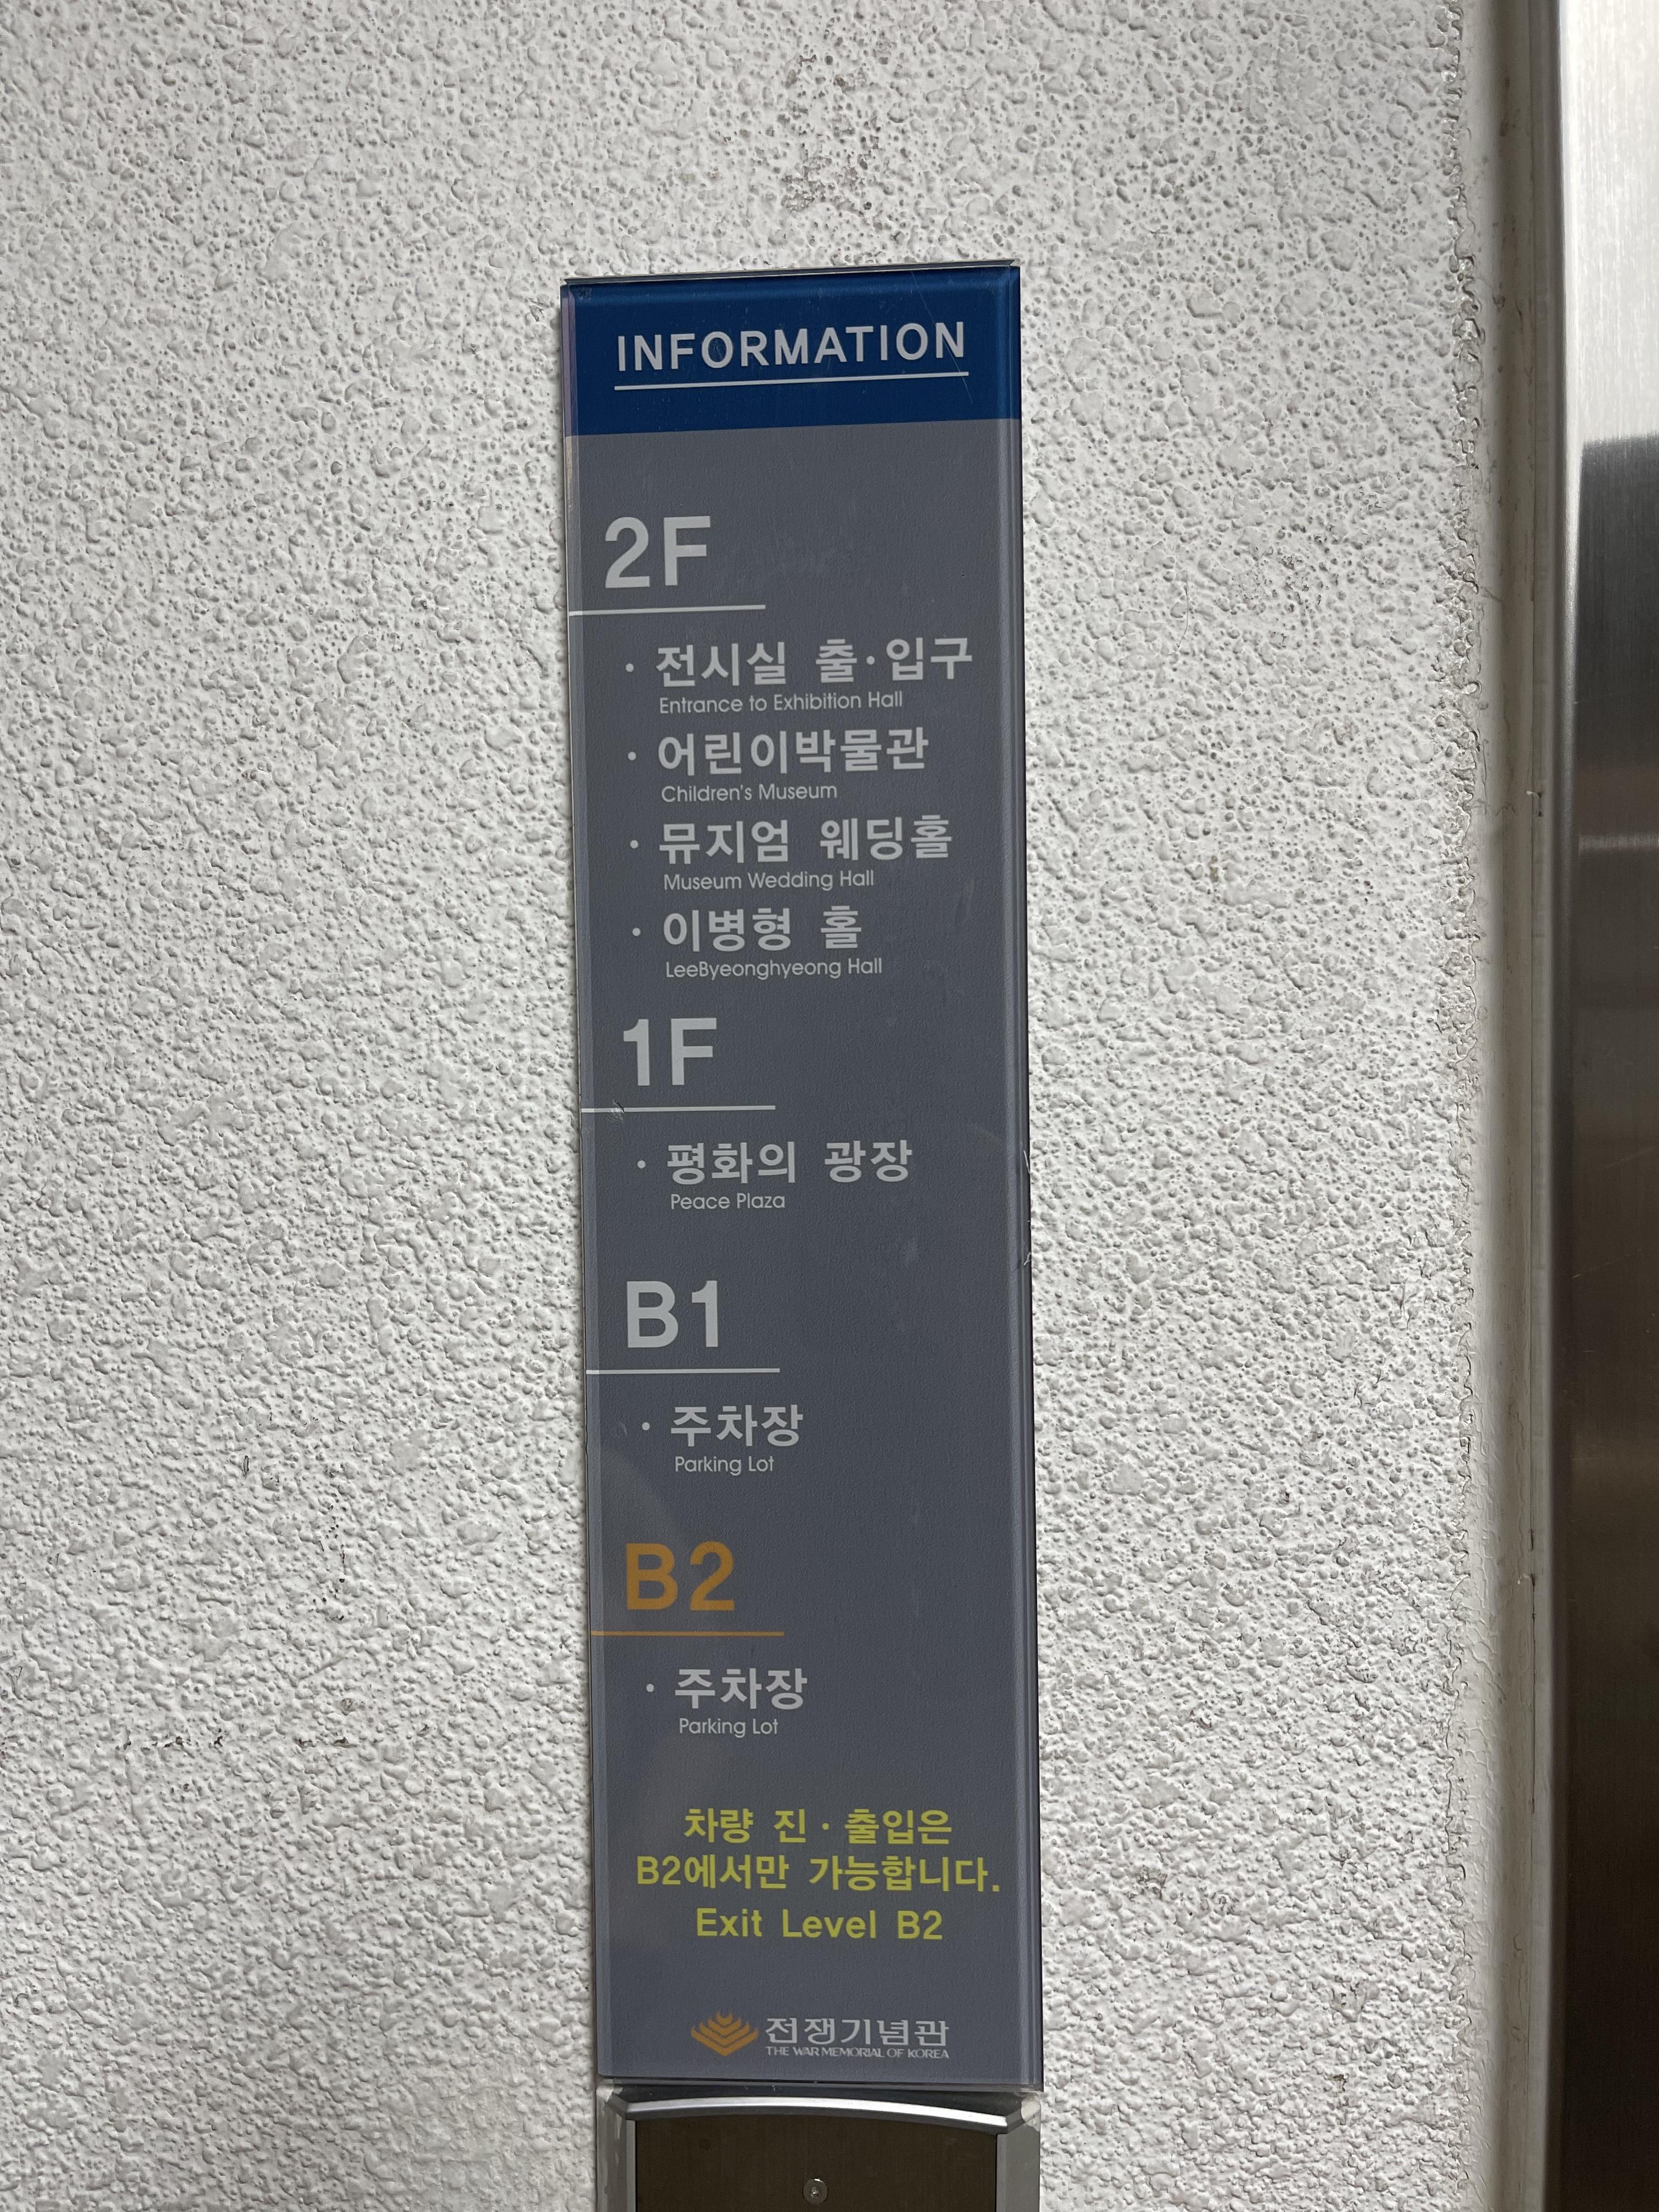 INFORMATION
2F
· 전시실 출·입구
Entrance to Exhibition Hall
· 어린이박물관
Children's Museum
· 뮤지엄 웨딩홀
Museum Wedding Hall
· 이병형 홀
LeeByeonghyeong Hall
1F
· 평화의 광장
Peace Plaza
B1
· 주차장
Parking Lot
B2
· 주차장
Parking Lot
차량 진·출입은
B2에서만 가능합니다.
Exit Level B2
전쟁기념관
THE WAR MEMORIAL OF KOREA